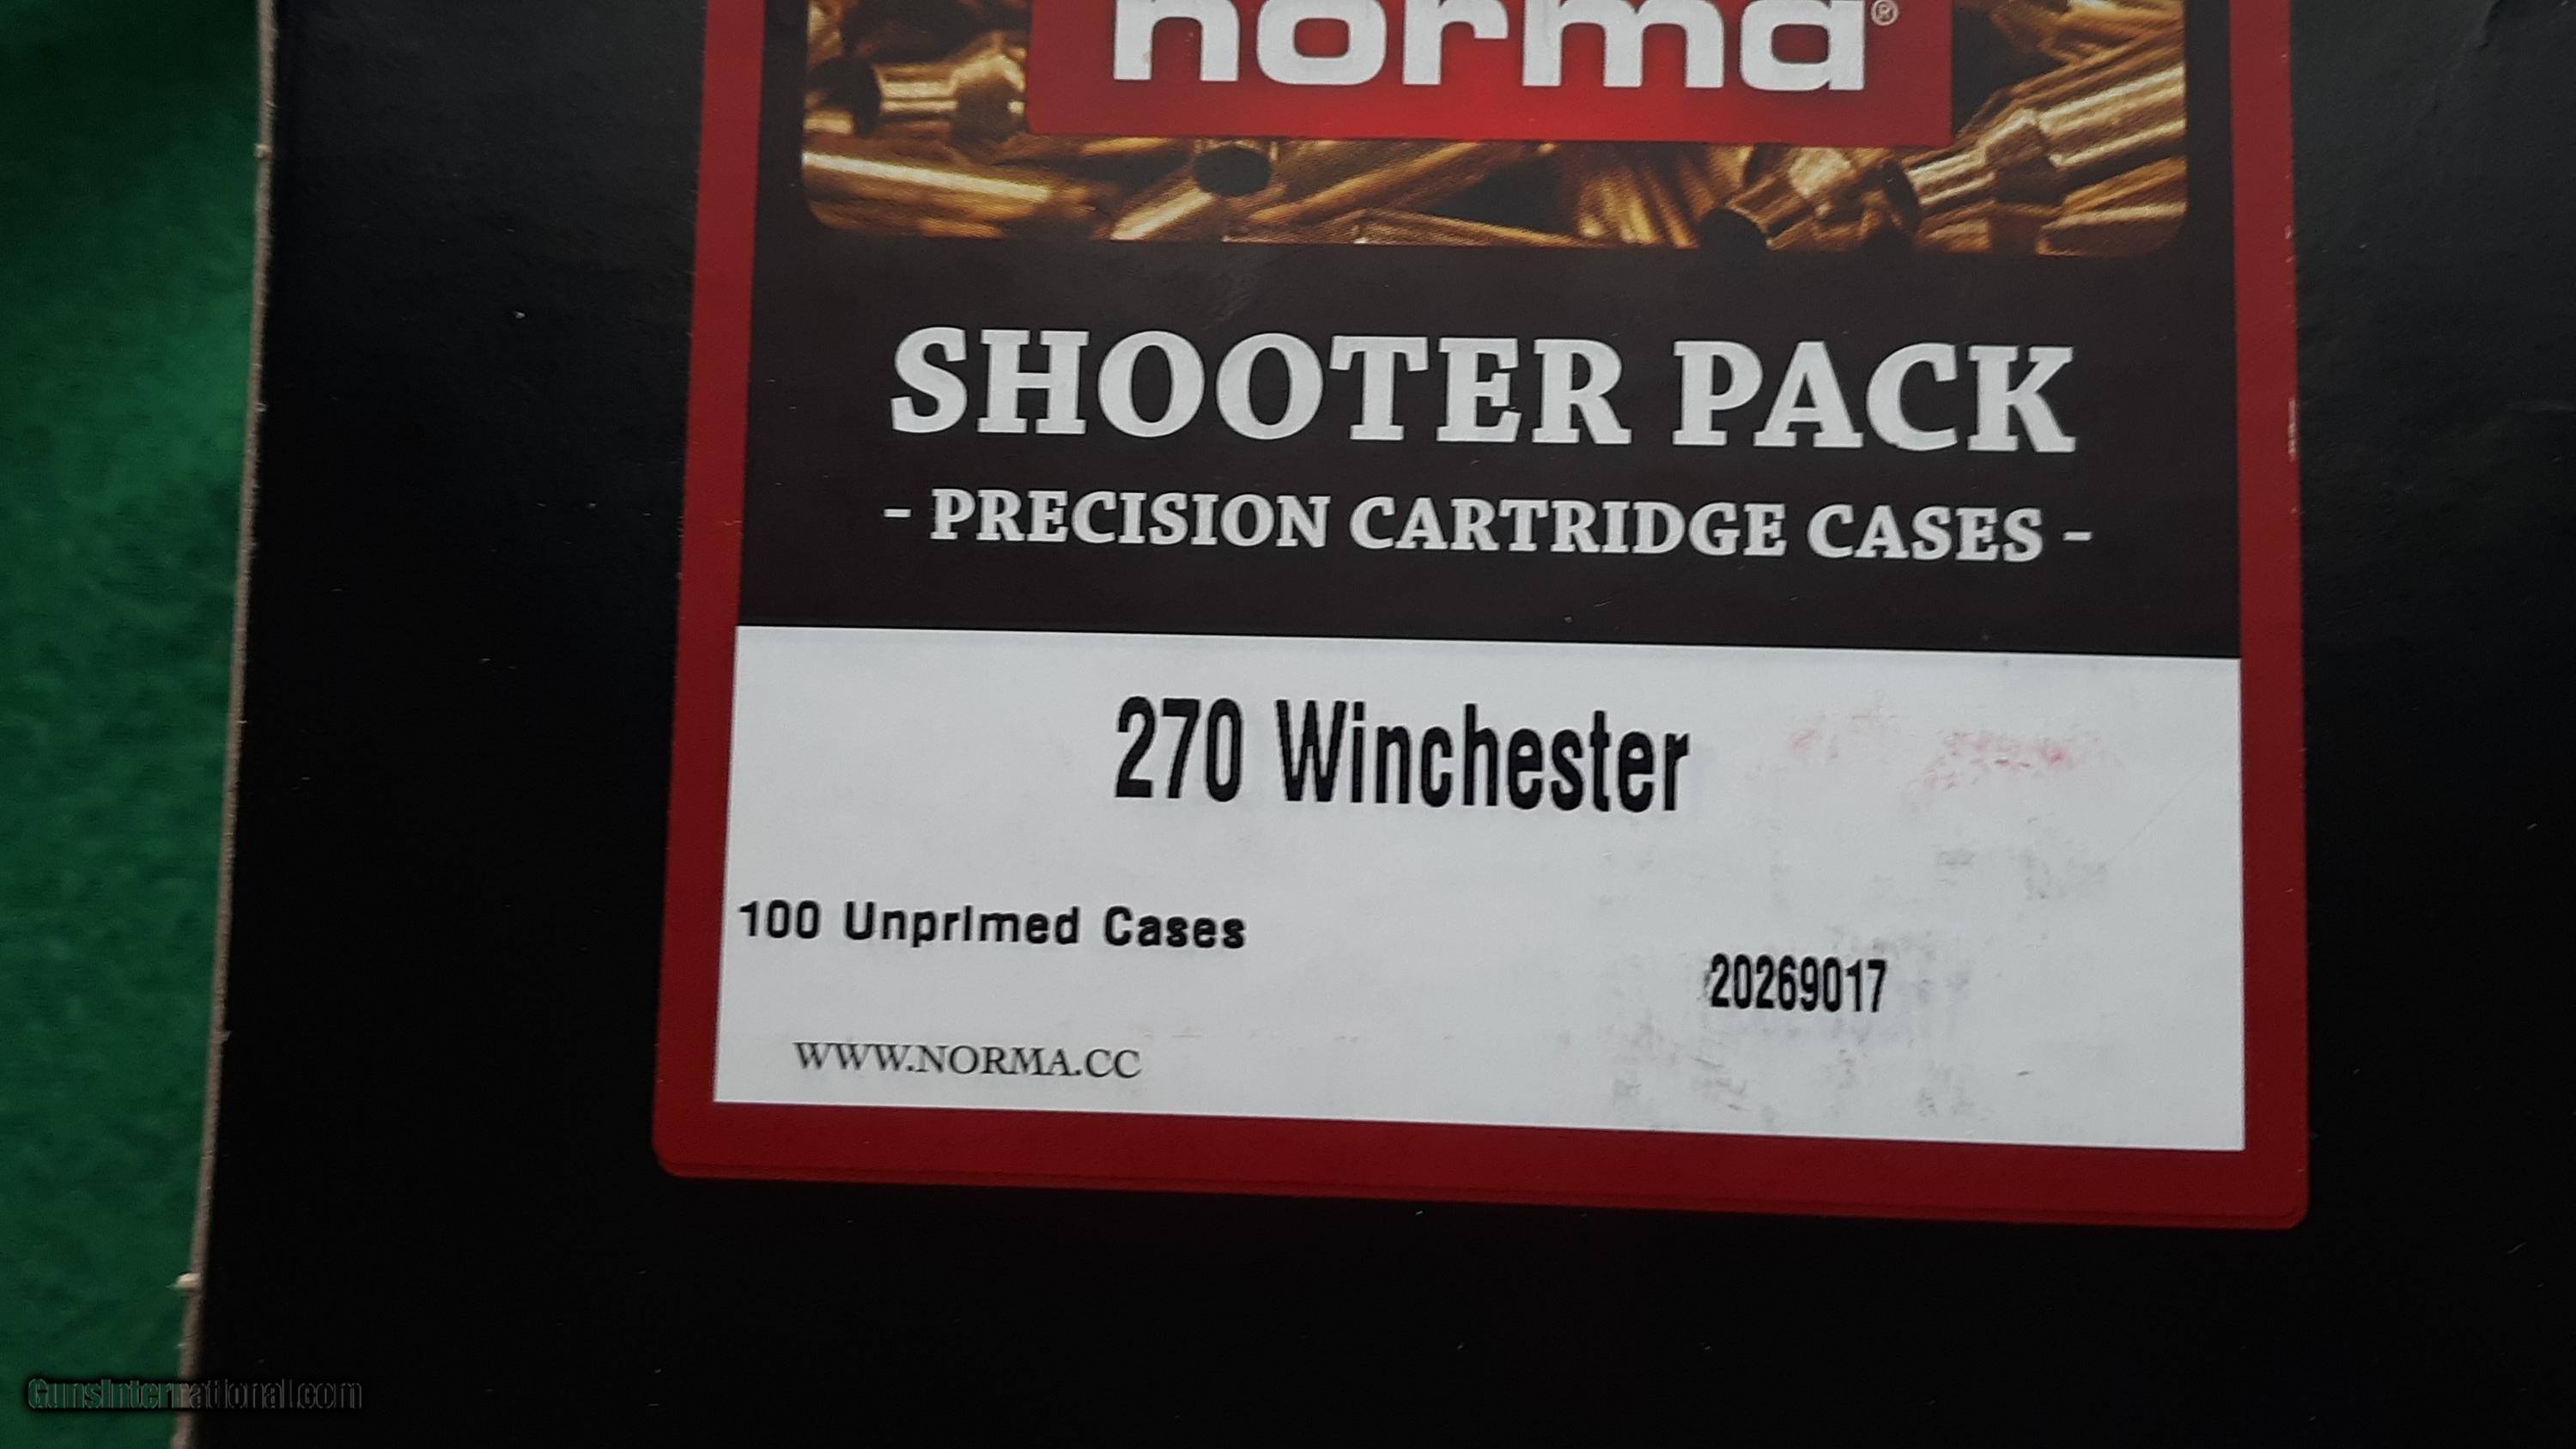 norma®
SHOOTER PACK
- PRECISION CARTRIDGE CASES -
270 Winchester
100 Unprimed Cases
20269017
WWW.NORMA.CC
GunsInternational.com